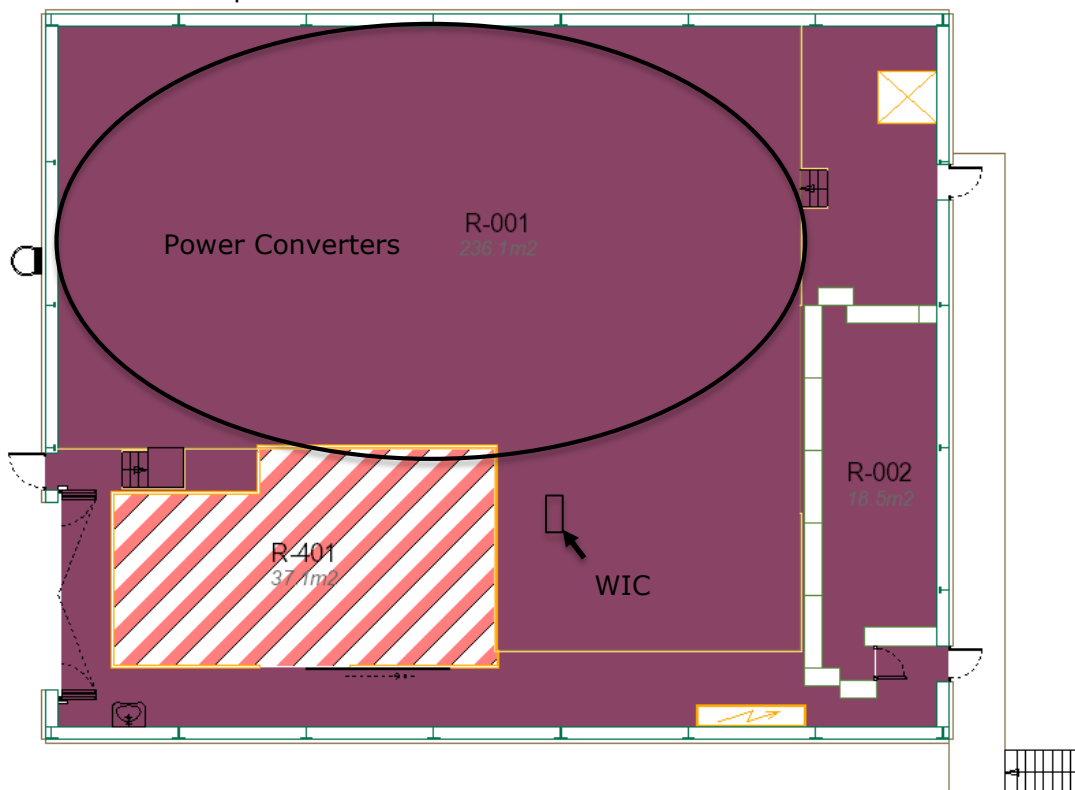 R-001
236.1m2
Power Converters
R-002
18.5m2
R-401
37.1m2
WIC